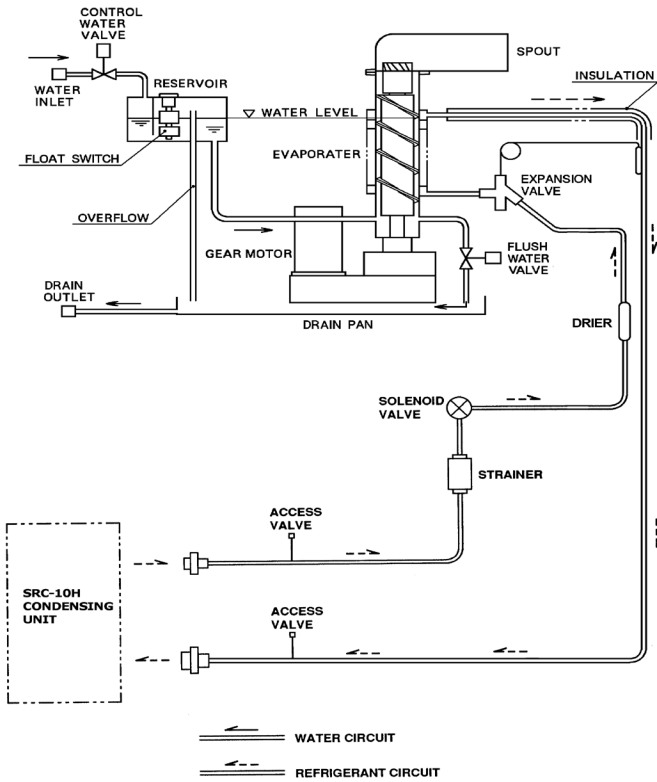 CONTROL
WATER
VALVE
SPOUT
WATER
INLET
RESERVOIR
INSULATION
WATER LEVEL
FLOAT SWITCH
EVAPORATER
EXPANSION
VALVE
OVERFLOW
GEAR MOTOR
FLUSH
WATER
VALVE
DRAIN
OUTLET
DRAIN PAN
DRIER
SOLENOID
VALVE
STRAINER
ACCESS
VALVE
SRC-10H
CONDENSING
UNIT
ACCESS
VALVE
WATER CIRCUIT
REFRIGERANT CIRCUIT